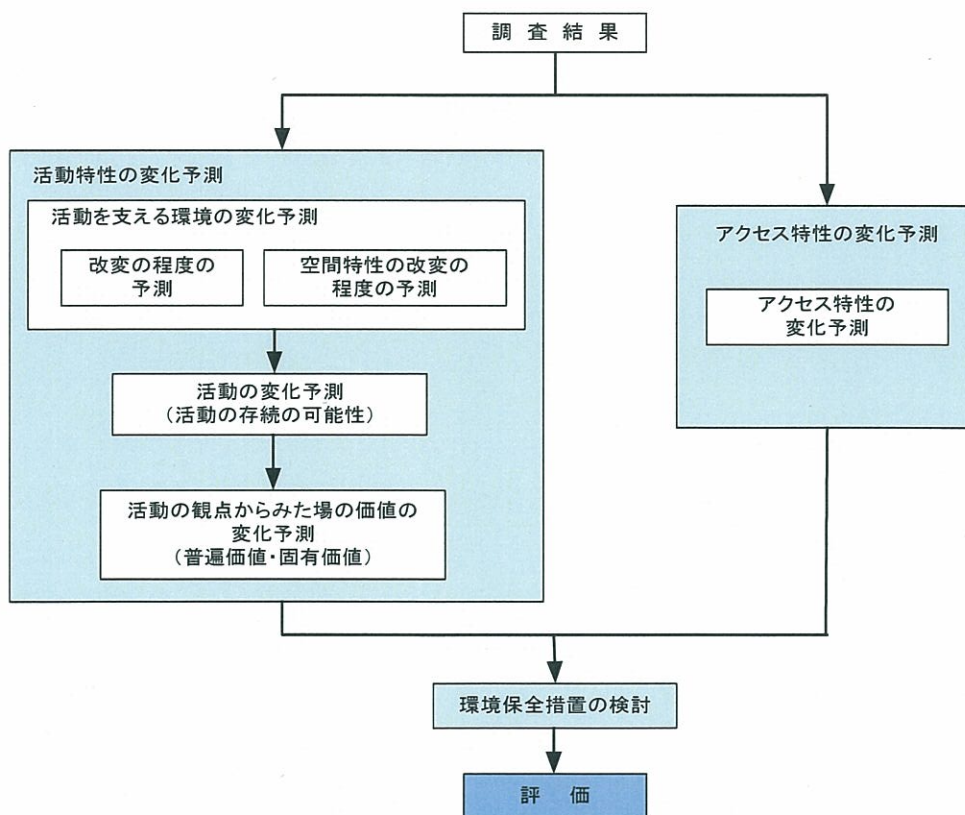 調査結果
活動特性の変化予測
活動を支える環境の変化予測
改変の程度の
予測
空間特性の改変の
程度の予測
活動の変化予測
（活動の存続の可能性）
活動の観点からみた場の価値の
変化予測
（普遍価値・固有価値）
アクセス特性の変化予測
アクセス特性の
変化予測
環境保全措置の検討
評価